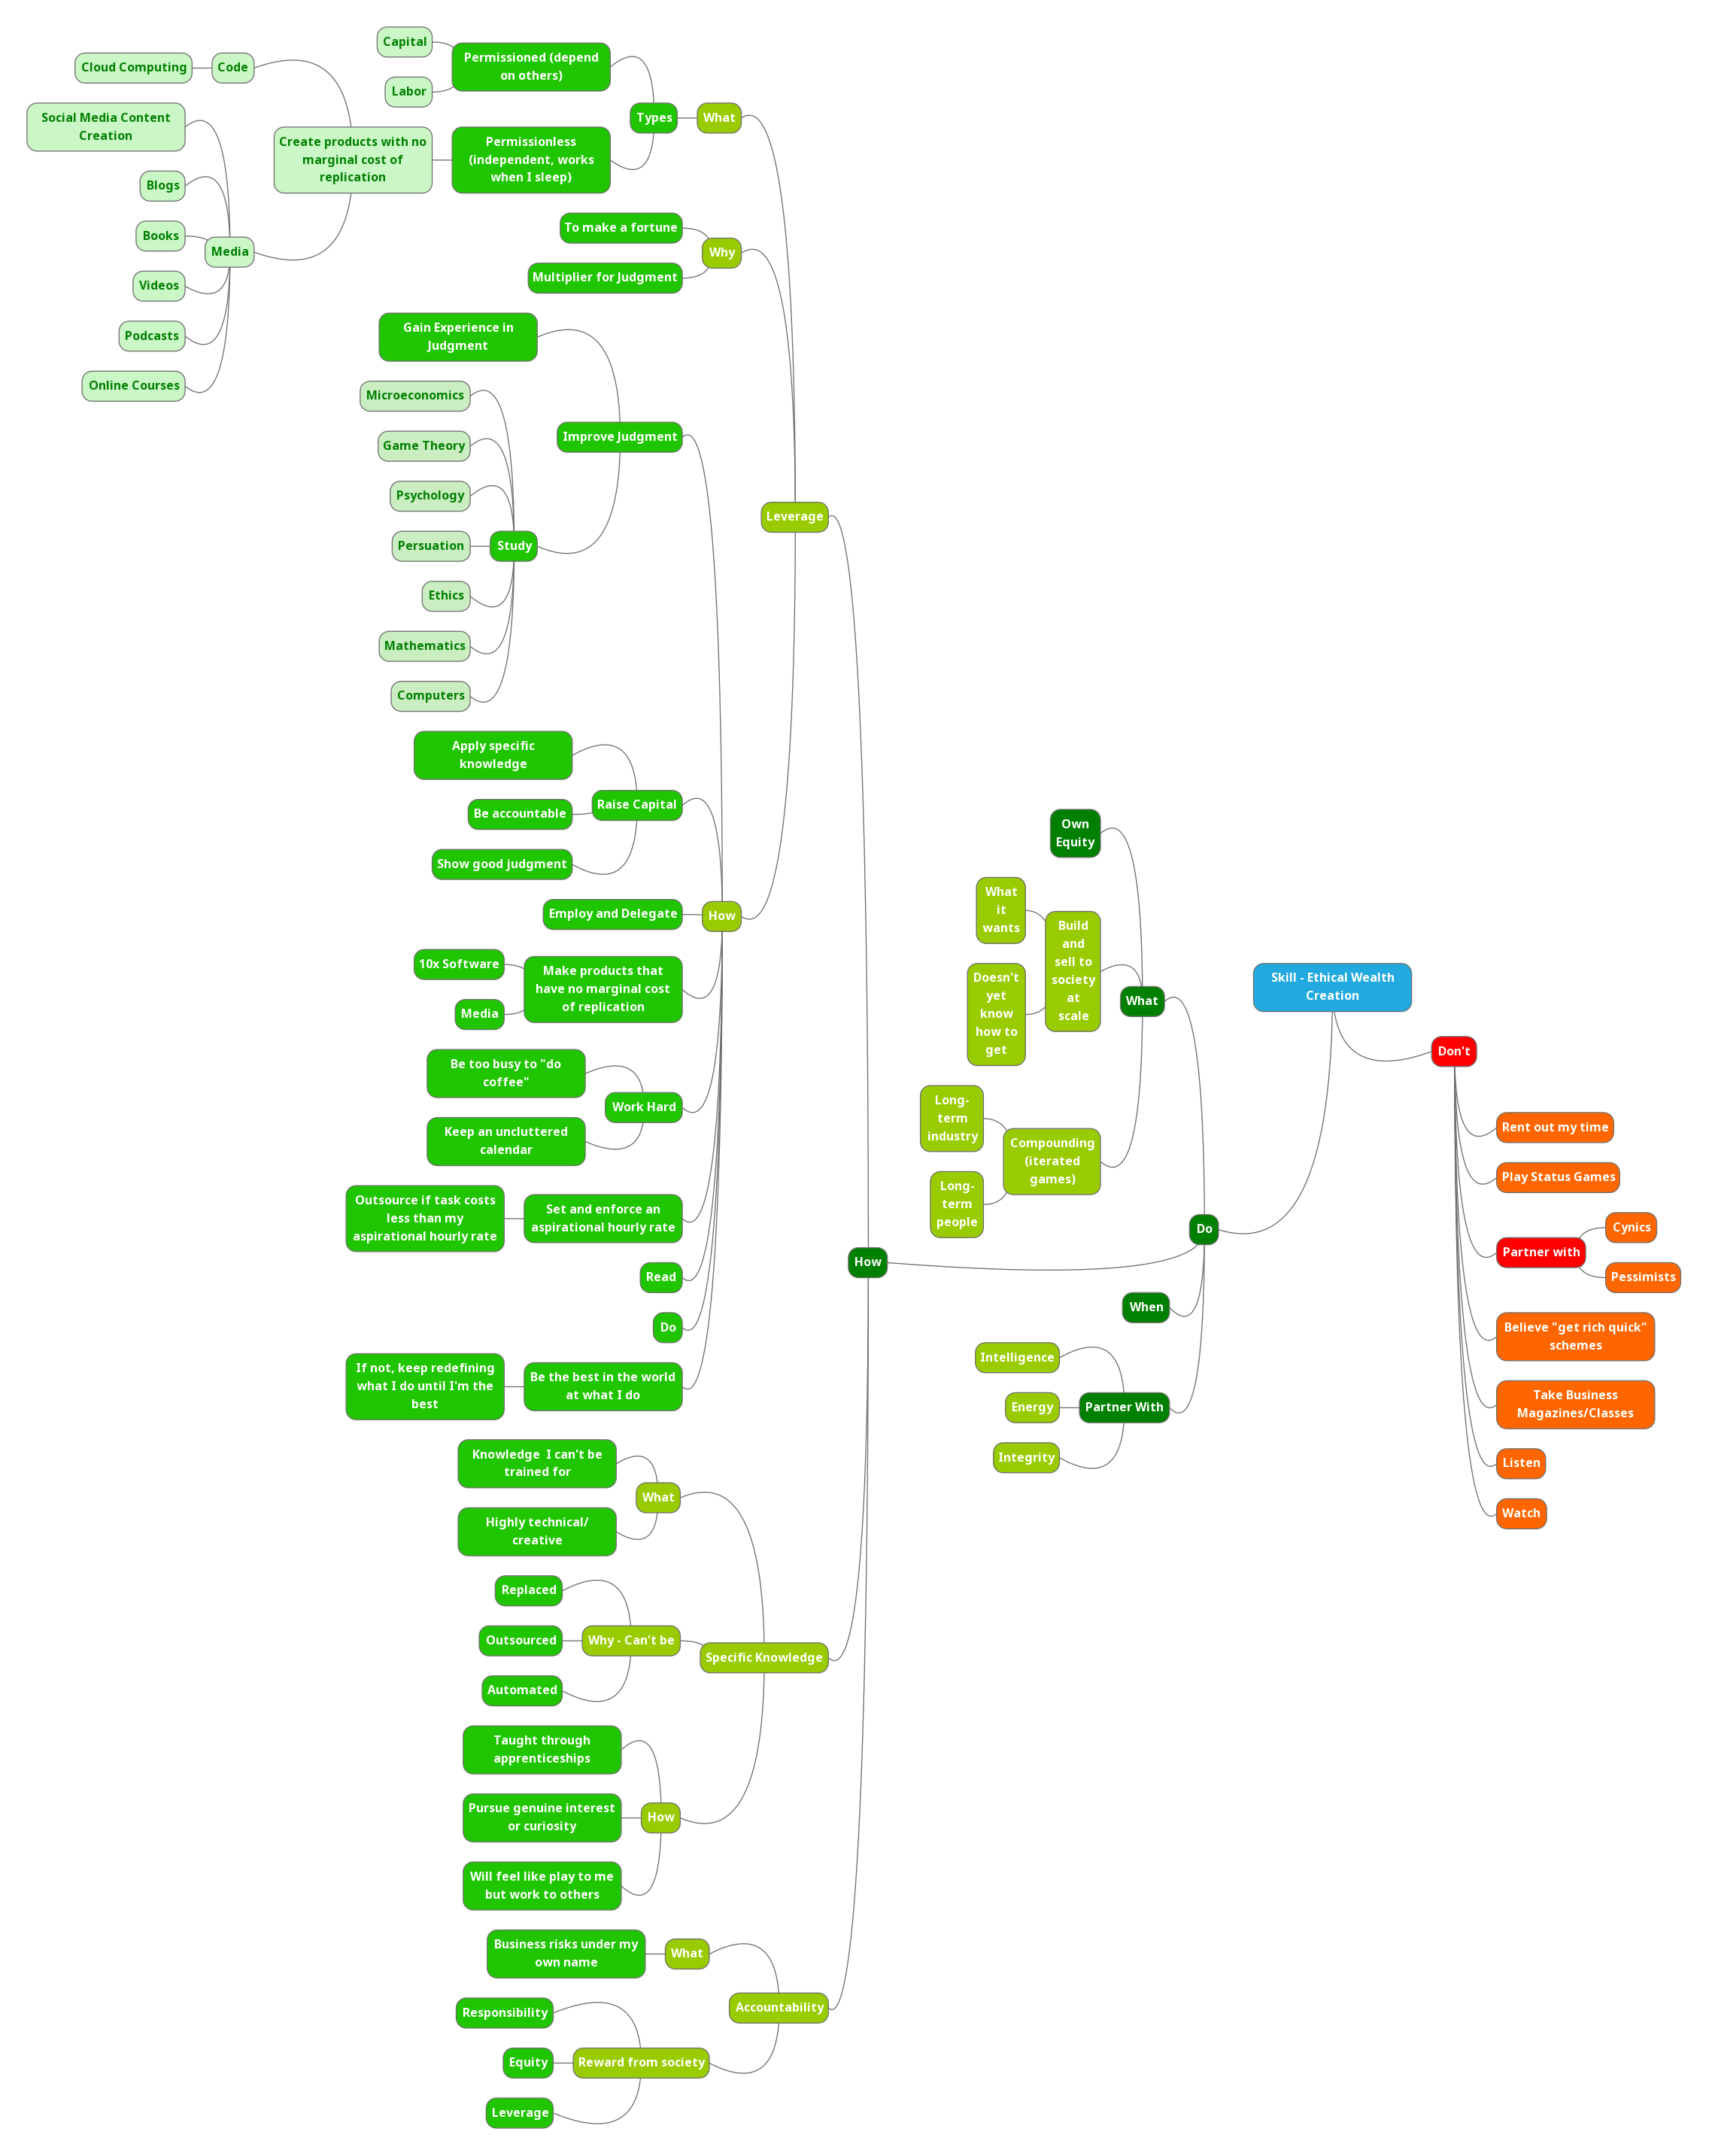 Skill - Ethical Wealth
Creation
Don't
Rent out my time
Play Status Games
Partner with
Cynics
Pessimists
Believe "get rich quick"
schemes
Take Business
Magazines/Classes
Listen
Watch
Do
What
Own
Equity
Build
and
sell to
society
at
scale
What
it
wants
Doesn't
yet
know
how to
get
Compounding
(iterated
games)
Long-
term
industry
Long-
term
people
How
Leverage
What
Types
Permissioned (depend
on others)
Capital
Labor
Permissionless
(independent, works
when I sleep)
Create products with no
marginal cost of
replication
Code
Cloud Computing
Media
Social Media Content
Creation
Blogs
Books
Videos
Podcasts
Online Courses
Why
To make a fortune
Multiplier for Judgment
How
Improve Judgment
Gain Experience in
Judgment
Study
Microeconomics
Game Theory
Psychology
Persuation
Ethics
Mathematics
Computers
Raise Capital
Apply specific
knowledge
Be accountable
Show good judgment
Employ and Delegate
Make products that
have no marginal cost
of replication
10x Software
Media
Work Hard
Be too busy to "do
coffee"
Keep an uncluttered
calendar
Set and enforce an
aspirational hourly rate
Outsource if task costs
less than my
aspirational hourly rate
Read
Do
Be the best in the world
at what I do
If not, keep redefining
what I do until I'm the
best
Specific Knowledge
What
Knowledge  I can't be
trained for
Highly technical/
creative
Why - Can't be
Replaced
Outsourced
Automated
How
Taught through
apprenticeships
Pursue genuine interest
or curiosity
Will feel like play to me
but work to others
Accountability
What
Business risks under my
own name
Reward from society
Responsibility
Equity
Leverage
When
Partner With
Intelligence
Energy
Integrity